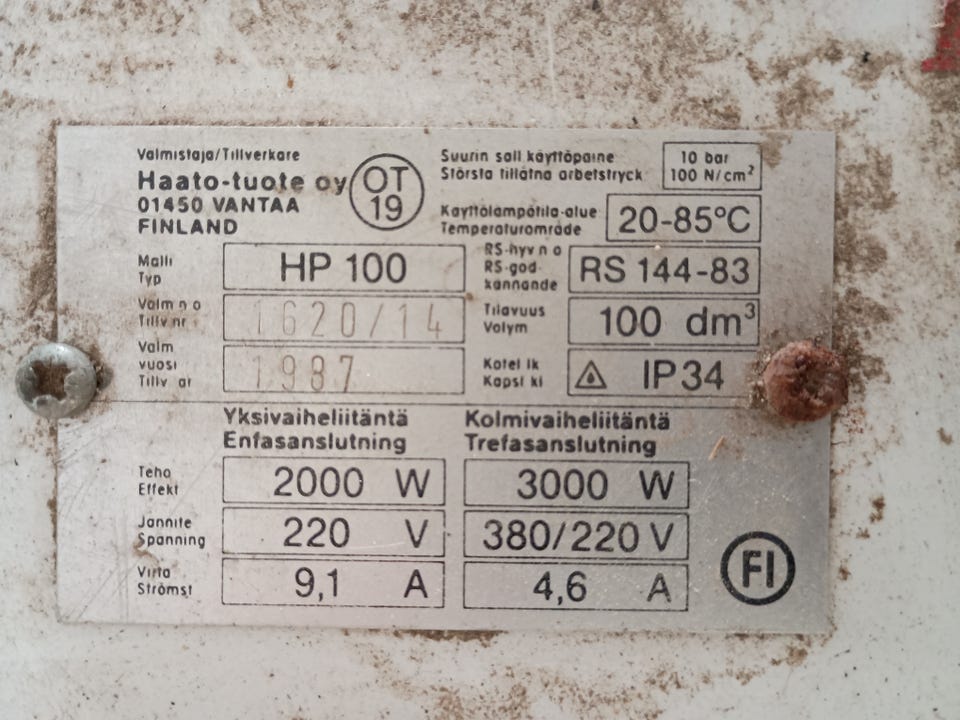 Valmistaja/Tillverkare
Haato-tuote oy
01450 VANTAA
FINLAND
OT
19
Suurin sall käyttöpaine
Största tillåtna arbetstryck
10 bar
100 N/cm²
Käyttölämpötila-alue
Temperaturområde
20-85°C
Malli
Typ
HP 100
RS-hyv n o
RS-god-
kannande
RS 144-83
Valm n o
Tillv nr
1620/14
Tilavuus
Volym
100 dm³
Valm
vuosi
Tillv år
1987
Kotel lk
Kapsl kl
IP34
Yksivaiheliitäntä
Enfasanslutning
Kolmivaiheliitäntä
Trefasanslutning
Teho
Effekt
2000 W
3000 W
Jännite
Spänning
220 V
380/220 V
Virta
Strömst
9,1 A
4,6 A
FI